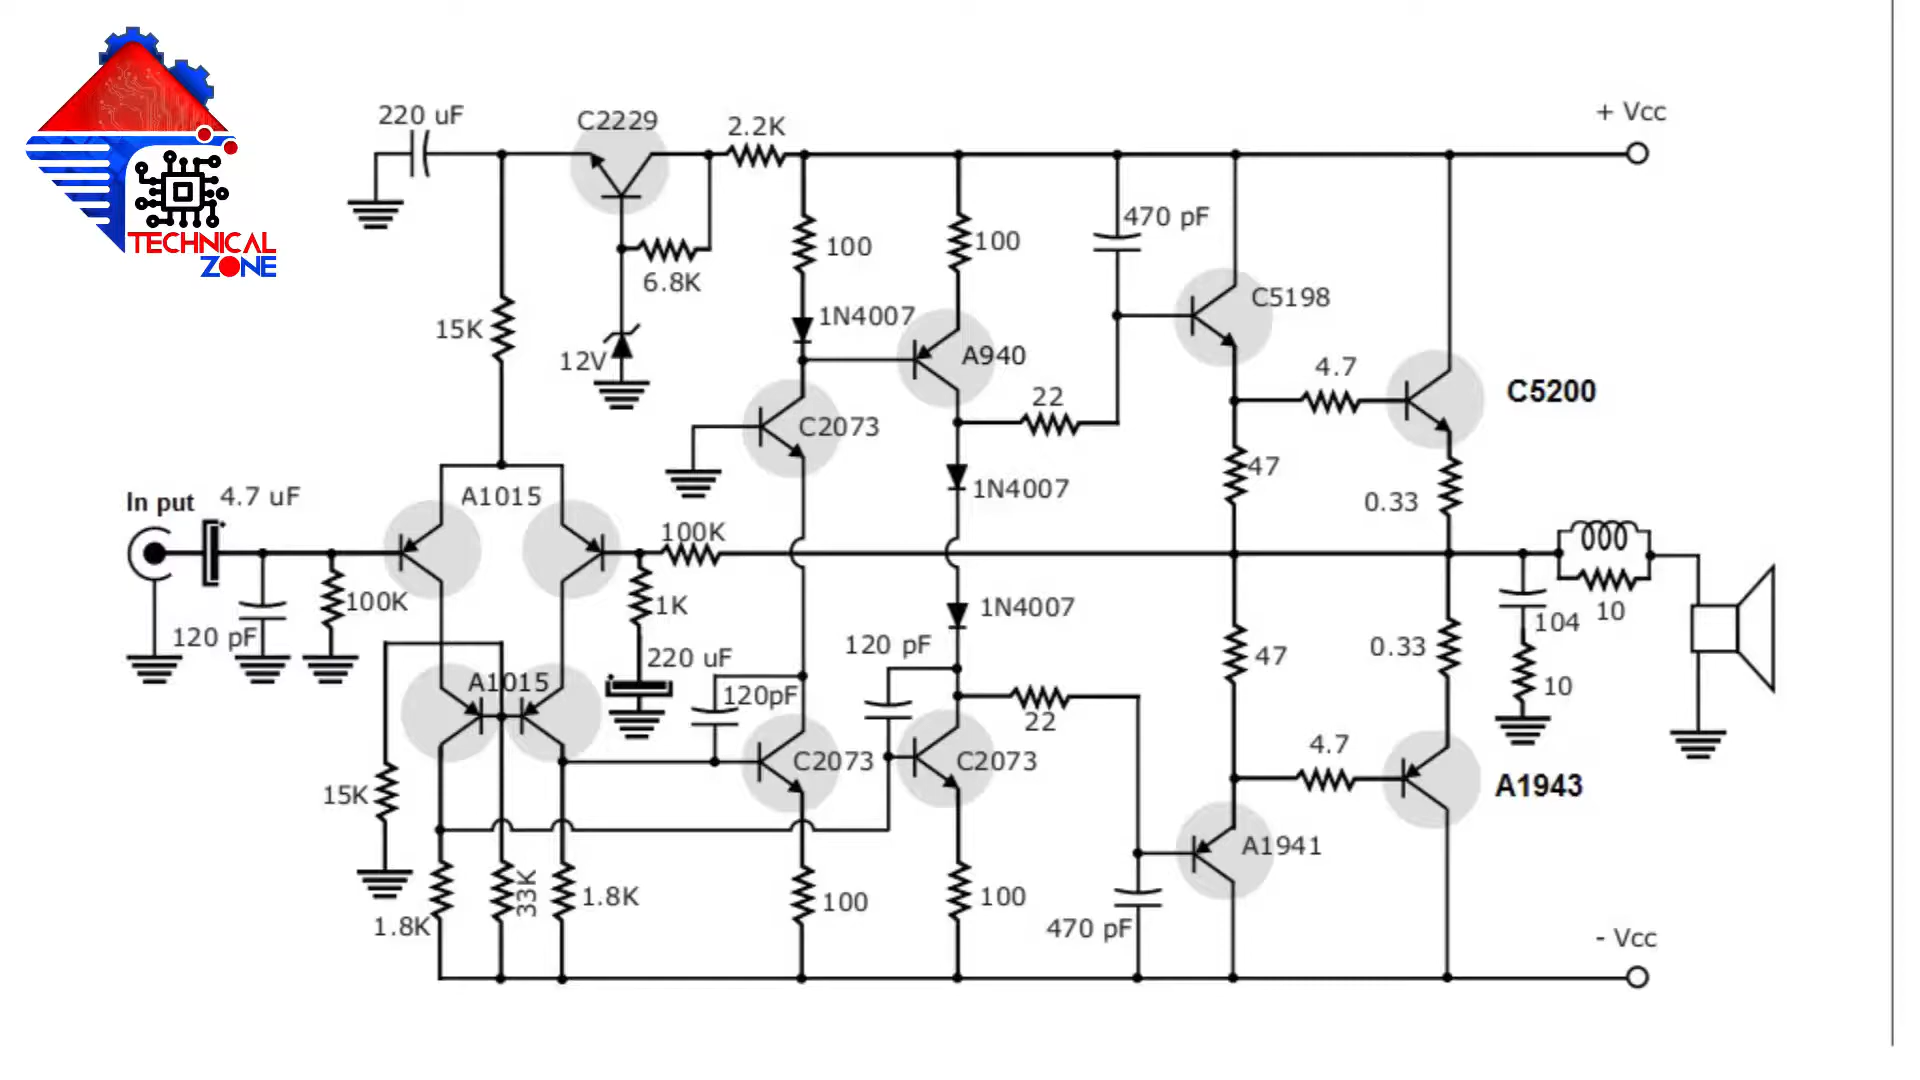 TECHNICAL
ZONE
220 uF
C2229
2.2K
+ Vcc
6.8K
12V
15K
100
100
470 pF
1N4007
A940
C5198
C2073
22
4.7
C5200
47
0.33
1N4007
In put
4.7 uF
A1015
100K
120 pF
100K
1K
220 uF
A1015
120pF
120 pF
1N4007
47
0.33
104
10
10
15K
C2073
C2073
22
4.7
A1943
A1941
1.8K
33K
1.8K
100
100
470 pF
- Vcc